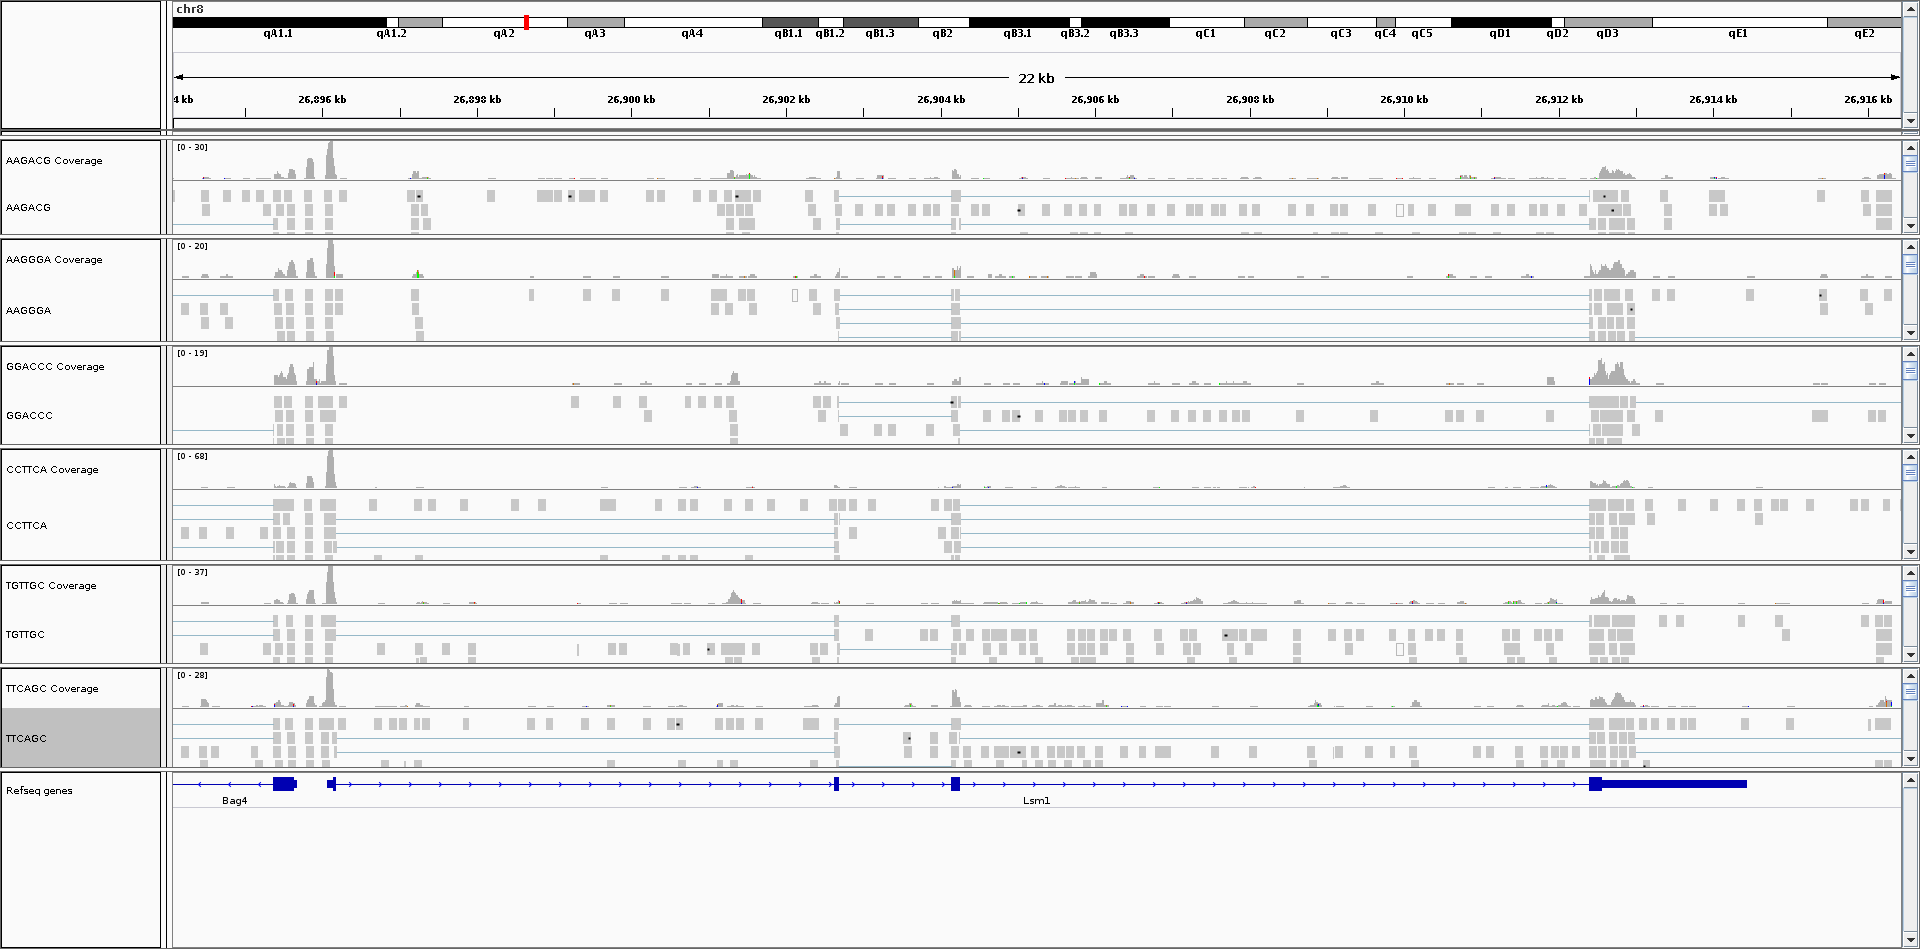 chr8
qA1.1 qA1.2 qA2 qA3 qA4 qB1.1 qB1.2 qB1.3 qB2 qB3.1 qB3.2 qB3.3 qC1 qC2 qC3 qC4 qC5 qD1 qD2 qD3 qE1 qE2
22 kb
4 kb 26,896 kb 26,898 kb 26,900 kb 26,902 kb 26,904 kb 26,906 kb 26,908 kb 26,910 kb 26,912 kb 26,914 kb 26,916 kb
[0 - 30]
AAGACG Coverage
AAGACG
[0 - 20]
AAGGGA Coverage
AAGGGA
[0 - 19]
GGACCC Coverage
GGACCC
[0 - 68]
CCTTCA Coverage
CCTTCA
[0 - 37]
TGTTGC Coverage
TGTTGC
[0 - 28]
TTCAGC Coverage
TTCAGC
Refseq genes
Bag4 Lsm1